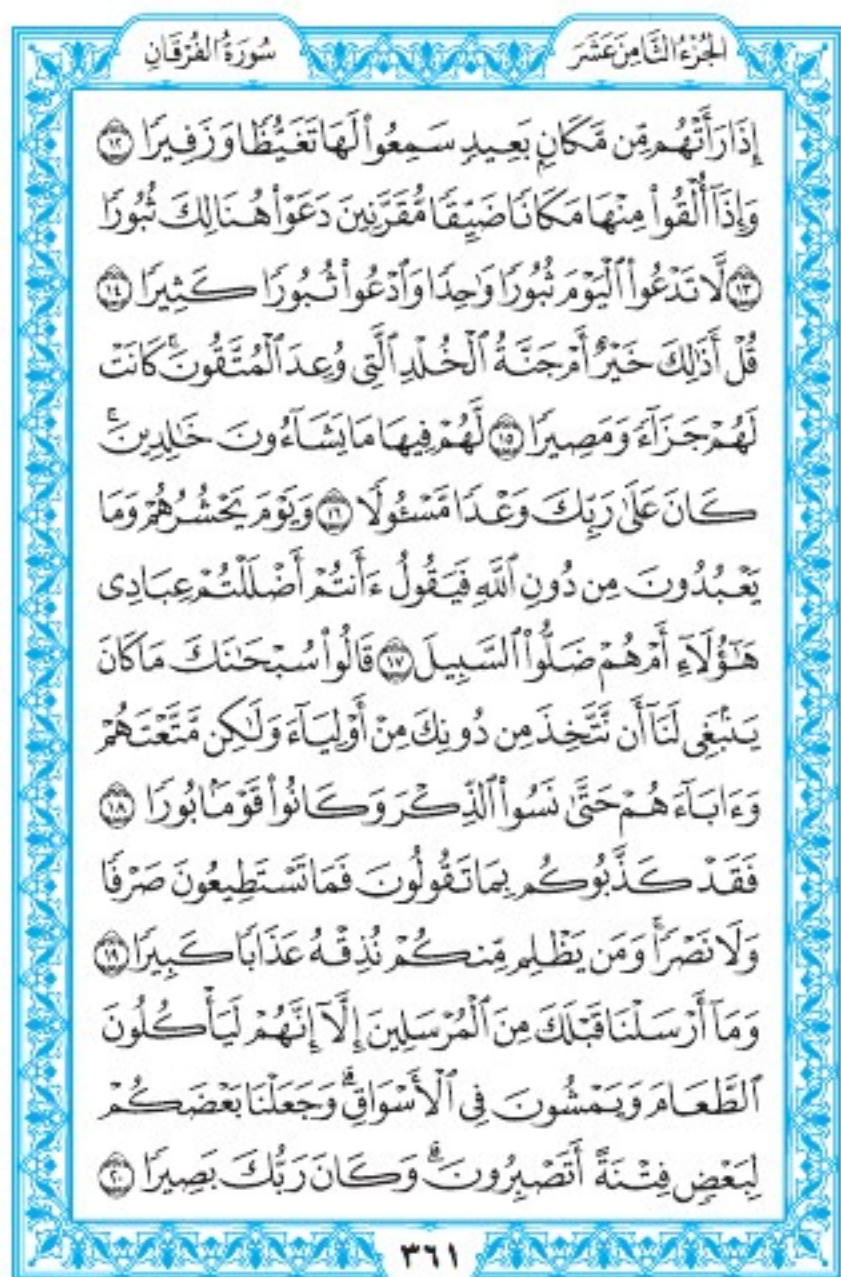 الجُزْءُ الثَّامِنَ عَشَرَ
سُورَةُ الفُرْقَانِ
إِذَا رَأَتْهُم مِّن مَّكَانِۭ بَعِيدٖ سَمِعُواْ لَهَا تَغَيُّظٗا وَزَفِيرٗا ١٢
وَإِذَآ أُلۡقُواْ مِنۡهَا مَكَانٗا ضَيِّقٗا مُّقَرَّنِينَ دَعَوۡاْ هُنَالِكَ ثُبُورٗا
١٣ لَّا تَدۡعُواْ ٱلۡيَوۡمَ ثُبُورٗا وَٰحِدٗا وَٱدۡعُواْ ثُبُورٗا كَثِيرٗا ١٤
قُلۡ أَذَٰلِكَ خَيۡرٌ أَمۡ جَنَّةُ ٱلۡخُلۡدِ ٱلَّتِي وُعِدَ ٱلۡمُتَّقُونَۚ كَانَتۡ
لَهُمۡ جَزَآءٗ وَمَصِيرٗا ١٥ لَّهُمۡ فِيهَا مَا يَشَآءُونَ خَٰلِدِينَۚ
كَانَ عَلَىٰ رَبِّكَ وَعۡدٗا مَّسۡـُٔولٗا ١٦ وَيَوۡمَ يَحۡشُرُهُمۡ وَمَا
يَعۡبُدُونَ مِن دُونِ ٱللَّهِ فَيَقُولُ ءَأَنتُمۡ أَضۡلَلۡتُمۡ عِبَادِي
هَٰٓؤُلَآءِ أَمۡ هُمۡ ضَلُّواْ ٱلسَّبِيلَ ١٧ قَالُواْ سُبۡحَٰنَكَ مَا كَانَ
يَنۢبَغِي لَنَآ أَن نَّتَّخِذَ مِن دُونِكَ مِنۡ أَوۡلِيَآءَ وَلَٰكِن مَّتَّعۡتَهُمۡ
وَءَابَآءَهُمۡ حَتَّىٰ نَسُواْ ٱلذِّكۡرَ وَكَانُواْ قَوۡمَۢا بُورٗا ١٨
فَقَدۡ كَذَّبُوكُم بِمَا تَقُولُونَ فَمَا تَسۡتَطِيعُونَ صَرۡفٗا
وَلَا نَصۡرٗاۚ وَمَن يَظۡلِم مِّنكُمۡ نُذِقۡهُ عَذَابٗا كَبِيرٗا ١٩
وَمَآ أَرۡسَلۡنَا قَبۡلَكَ مِنَ ٱلۡمُرۡسَلِينَ إِلَّآ إِنَّهُمۡ لَيَأۡكُلُونَ
ٱلطَّعَامَ وَيَمۡشُونَ فِي ٱلۡأَسۡوَاقِۗ وَجَعَلۡنَا بَعۡضَكُمۡ
لِبَعۡضٖ فِتۡنَةً أَتَصۡبِرُونَۗ وَكَانَ رَبُّكَ بَصِيرٗا ٢٠
٣٦١